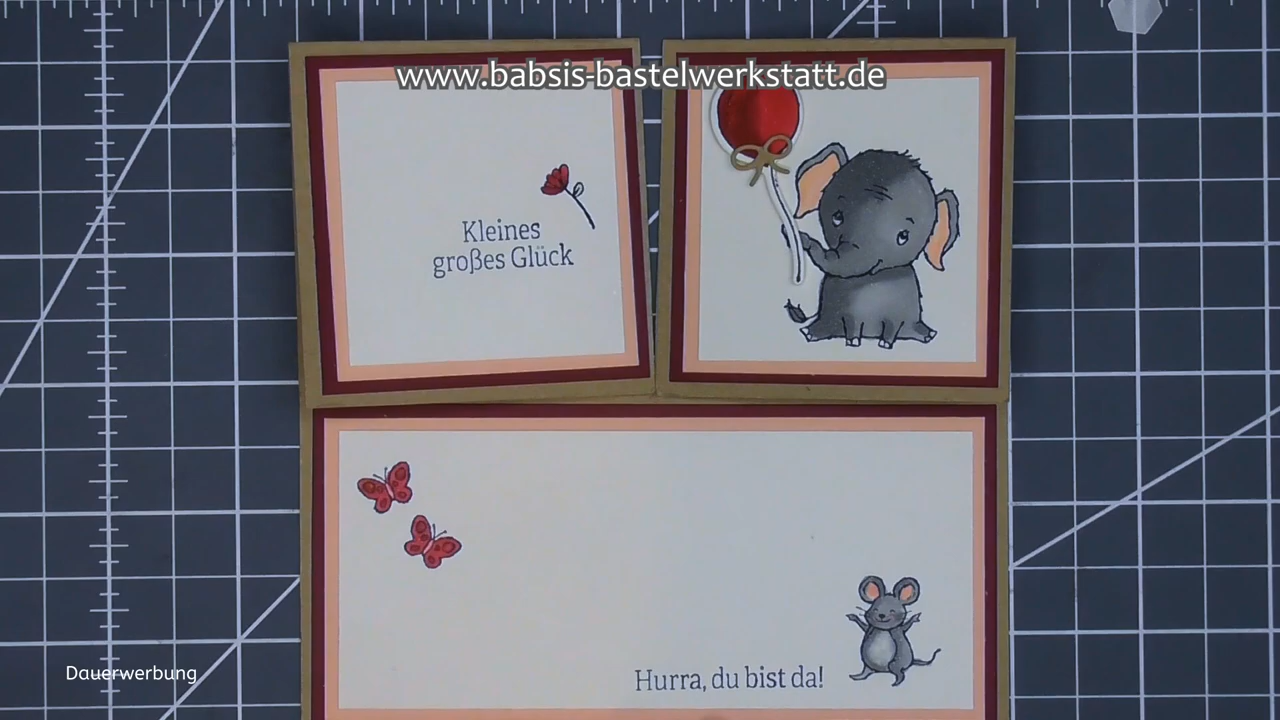 www.babsis-bastelwerkstatt.de
Kleines
großes Glück
Hurra, du bist da!
Dauerwerbung